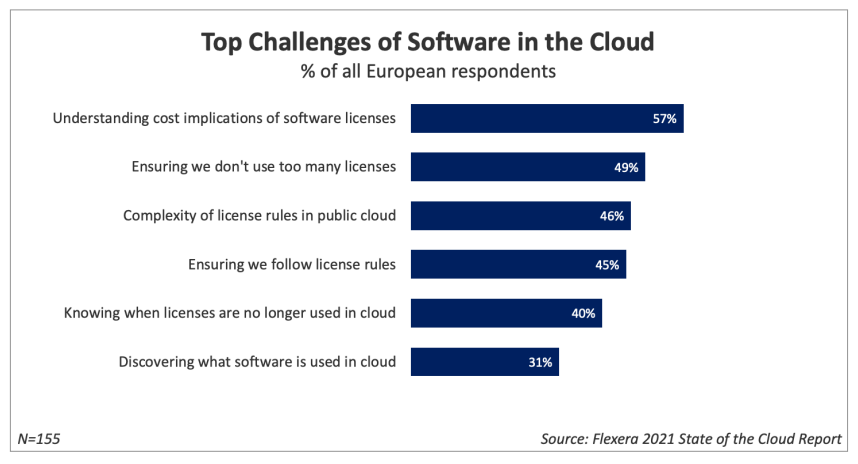 Top Challenges of Software in the Cloud
% of all European respondents
Understanding cost implications of software licenses 57%
Ensuring we don't use too many licenses 49%
Complexity of license rules in public cloud 46%
Ensuring we follow license rules 45%
Knowing when licenses are no longer used in cloud 40%
Discovering what software is used in cloud 31%
N=155 Source: Flexera 2021 State of the Cloud Report